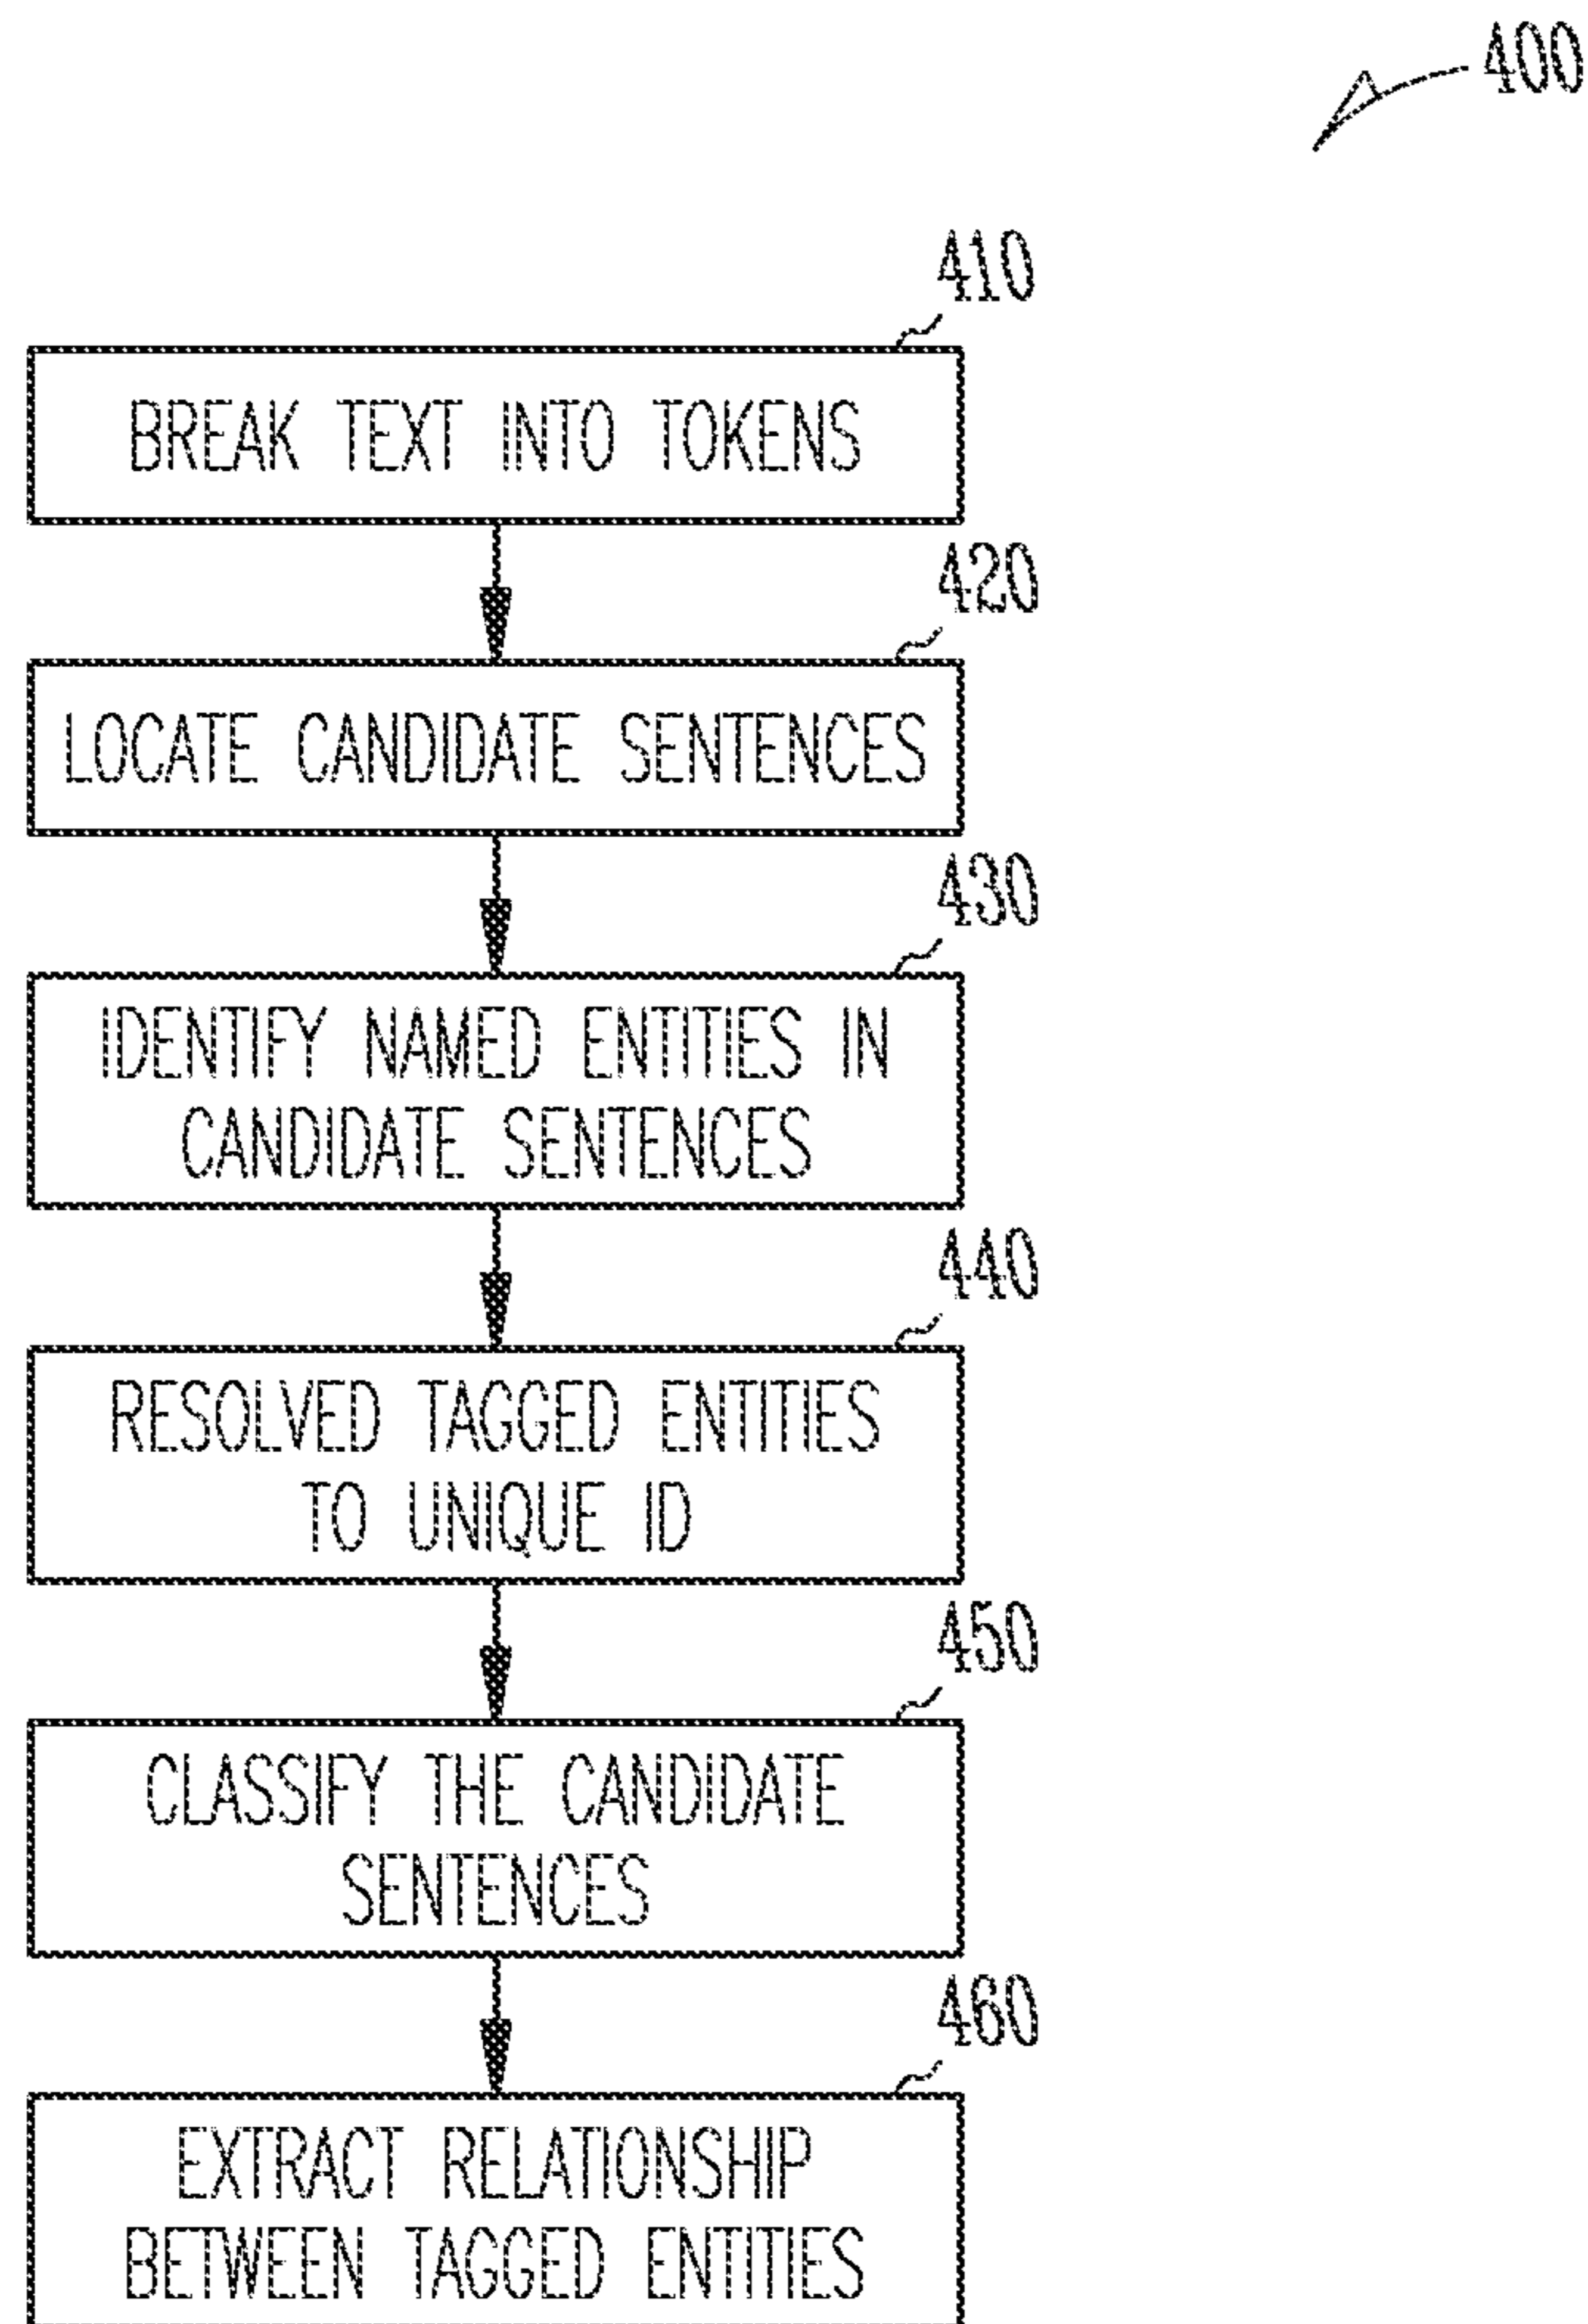 400
410
BREAK TEXT INTO TOKENS
420
LOCATE CANDIDATE SENTENCES
430
IDENTIFY NAMED ENTITIES IN
CANDIDATE SENTENCES
440
RESOLVED TAGGED ENTITIES
TO UNIQUE ID
450
CLASSIFY THE CANDIDATE
SENTENCES
460
EXTRACT RELATIONSHIP
BETWEEN TAGGED ENTITIES